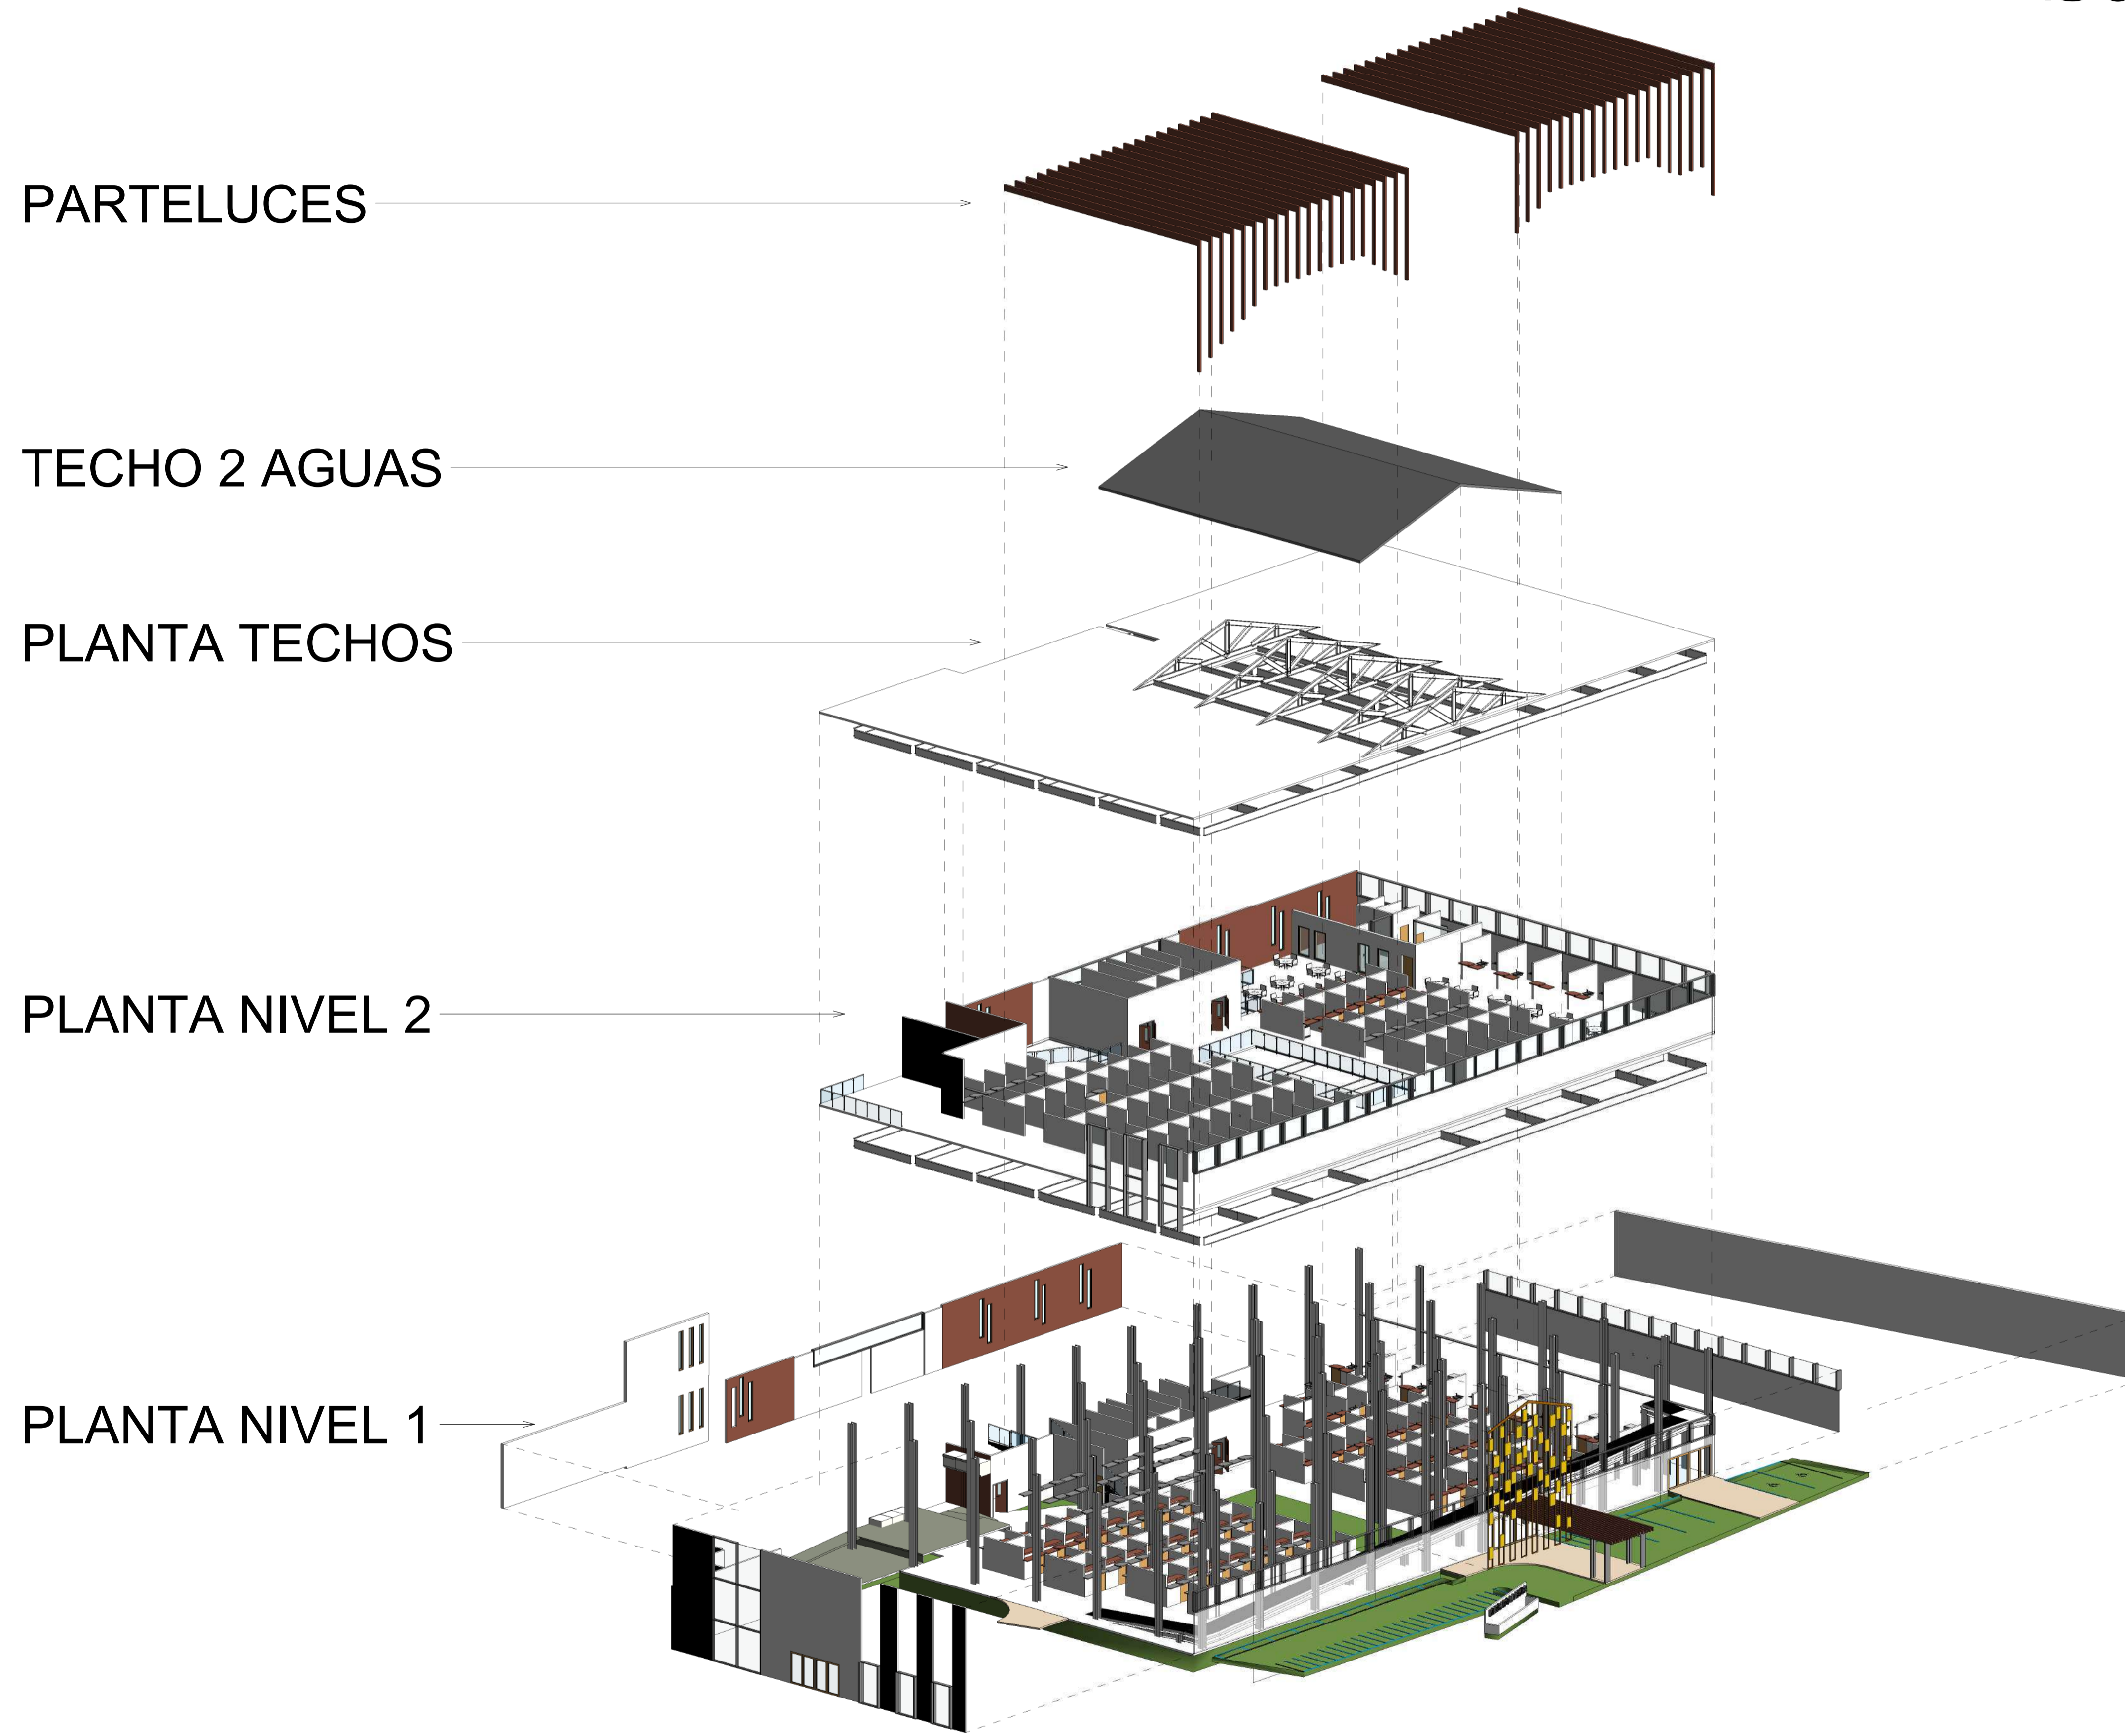 PARTELUCES
TECHO 2 AGUAS
PLANTA TECHOS
PLANTA NIVEL 2
PLANTA NIVEL 1